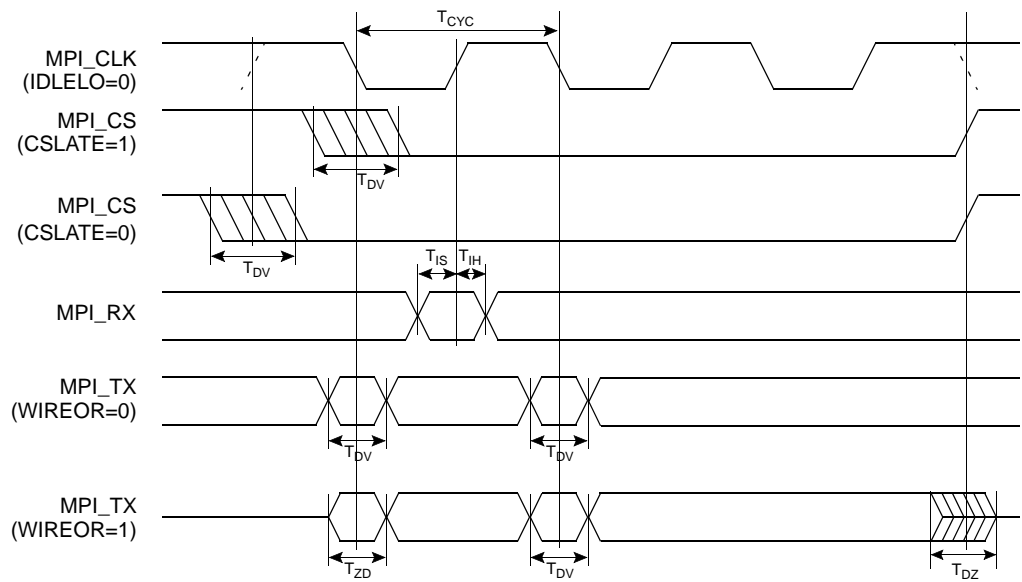 T_CYC
MPI_CLK
(IDLELO=0)
MPI_CS
(CSLATE=1)
T_DV
MPI_CS
(CSLATE=0)
T_DV
T_IS T_IH
MPI_RX
MPI_TX
(WIREOR=0)
T_DV T_DV
MPI_TX
(WIREOR=1)
T_ZD T_DV T_DZ